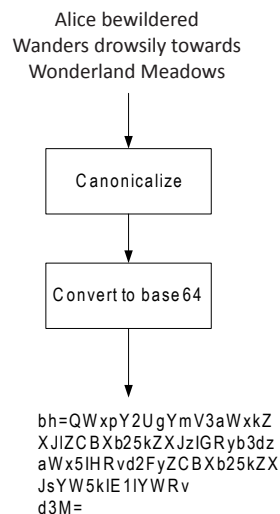 Alice bewildered
Wanders drowsily towards
Wonderland Meadows
Canonicalize
Convert to base64
bh=QWxpY2UgYmV3aWxkZ
XJlZCBXb25kZXJzIGRyb3dz
aWx5IHRvd2FyZCBXb25kZX
JsYW5kIE1lYWRv
d3M=